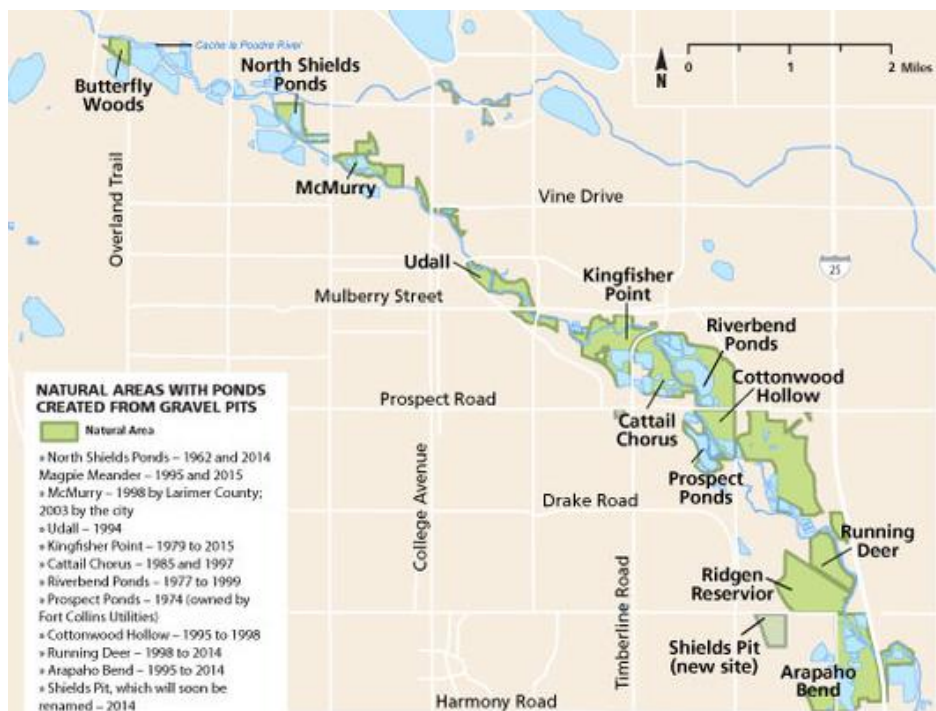 Cache la Poudre River
Butterfly
Woods
North Shields
Ponds
N
0 1 2 Miles
McMurry
Overland Trail
Vine Drive
Udall
Kingfisher
Point
25
Mulberry Street
Riverbend
Ponds
Cottonwood
Hollow
Prospect Road
Cattail
Chorus
College Avenue
Prospect
Ponds
Drake Road
Running
Deer
Ridgen
Reservior
Timberline Road
Shields Pit
(new site)
Arapaho
Bend
Harmony Road
NATURAL AREAS WITH PONDS
CREATED FROM GRAVEL PITS
Natural Area
» North Shields Ponds – 1962 and 2014
Magpie Meander – 1995 and 2015
» McMurry – 1998 by Larimer County;
2003 by the city
» Udall – 1994
» Kingfisher Point – 1979 to 2015
» Cattail Chorus – 1985 and 1997
» Riverbend Ponds – 1977 to 1999
» Prospect Ponds – 1974 (owned by
Fort Collins Utilities)
» Cottonwood Hollow – 1995 to 1998
» Running Deer – 1998 to 2014
» Arapaho Bend – 1995 to 2014
» Shields Pit, which will soon be
renamed – 2014